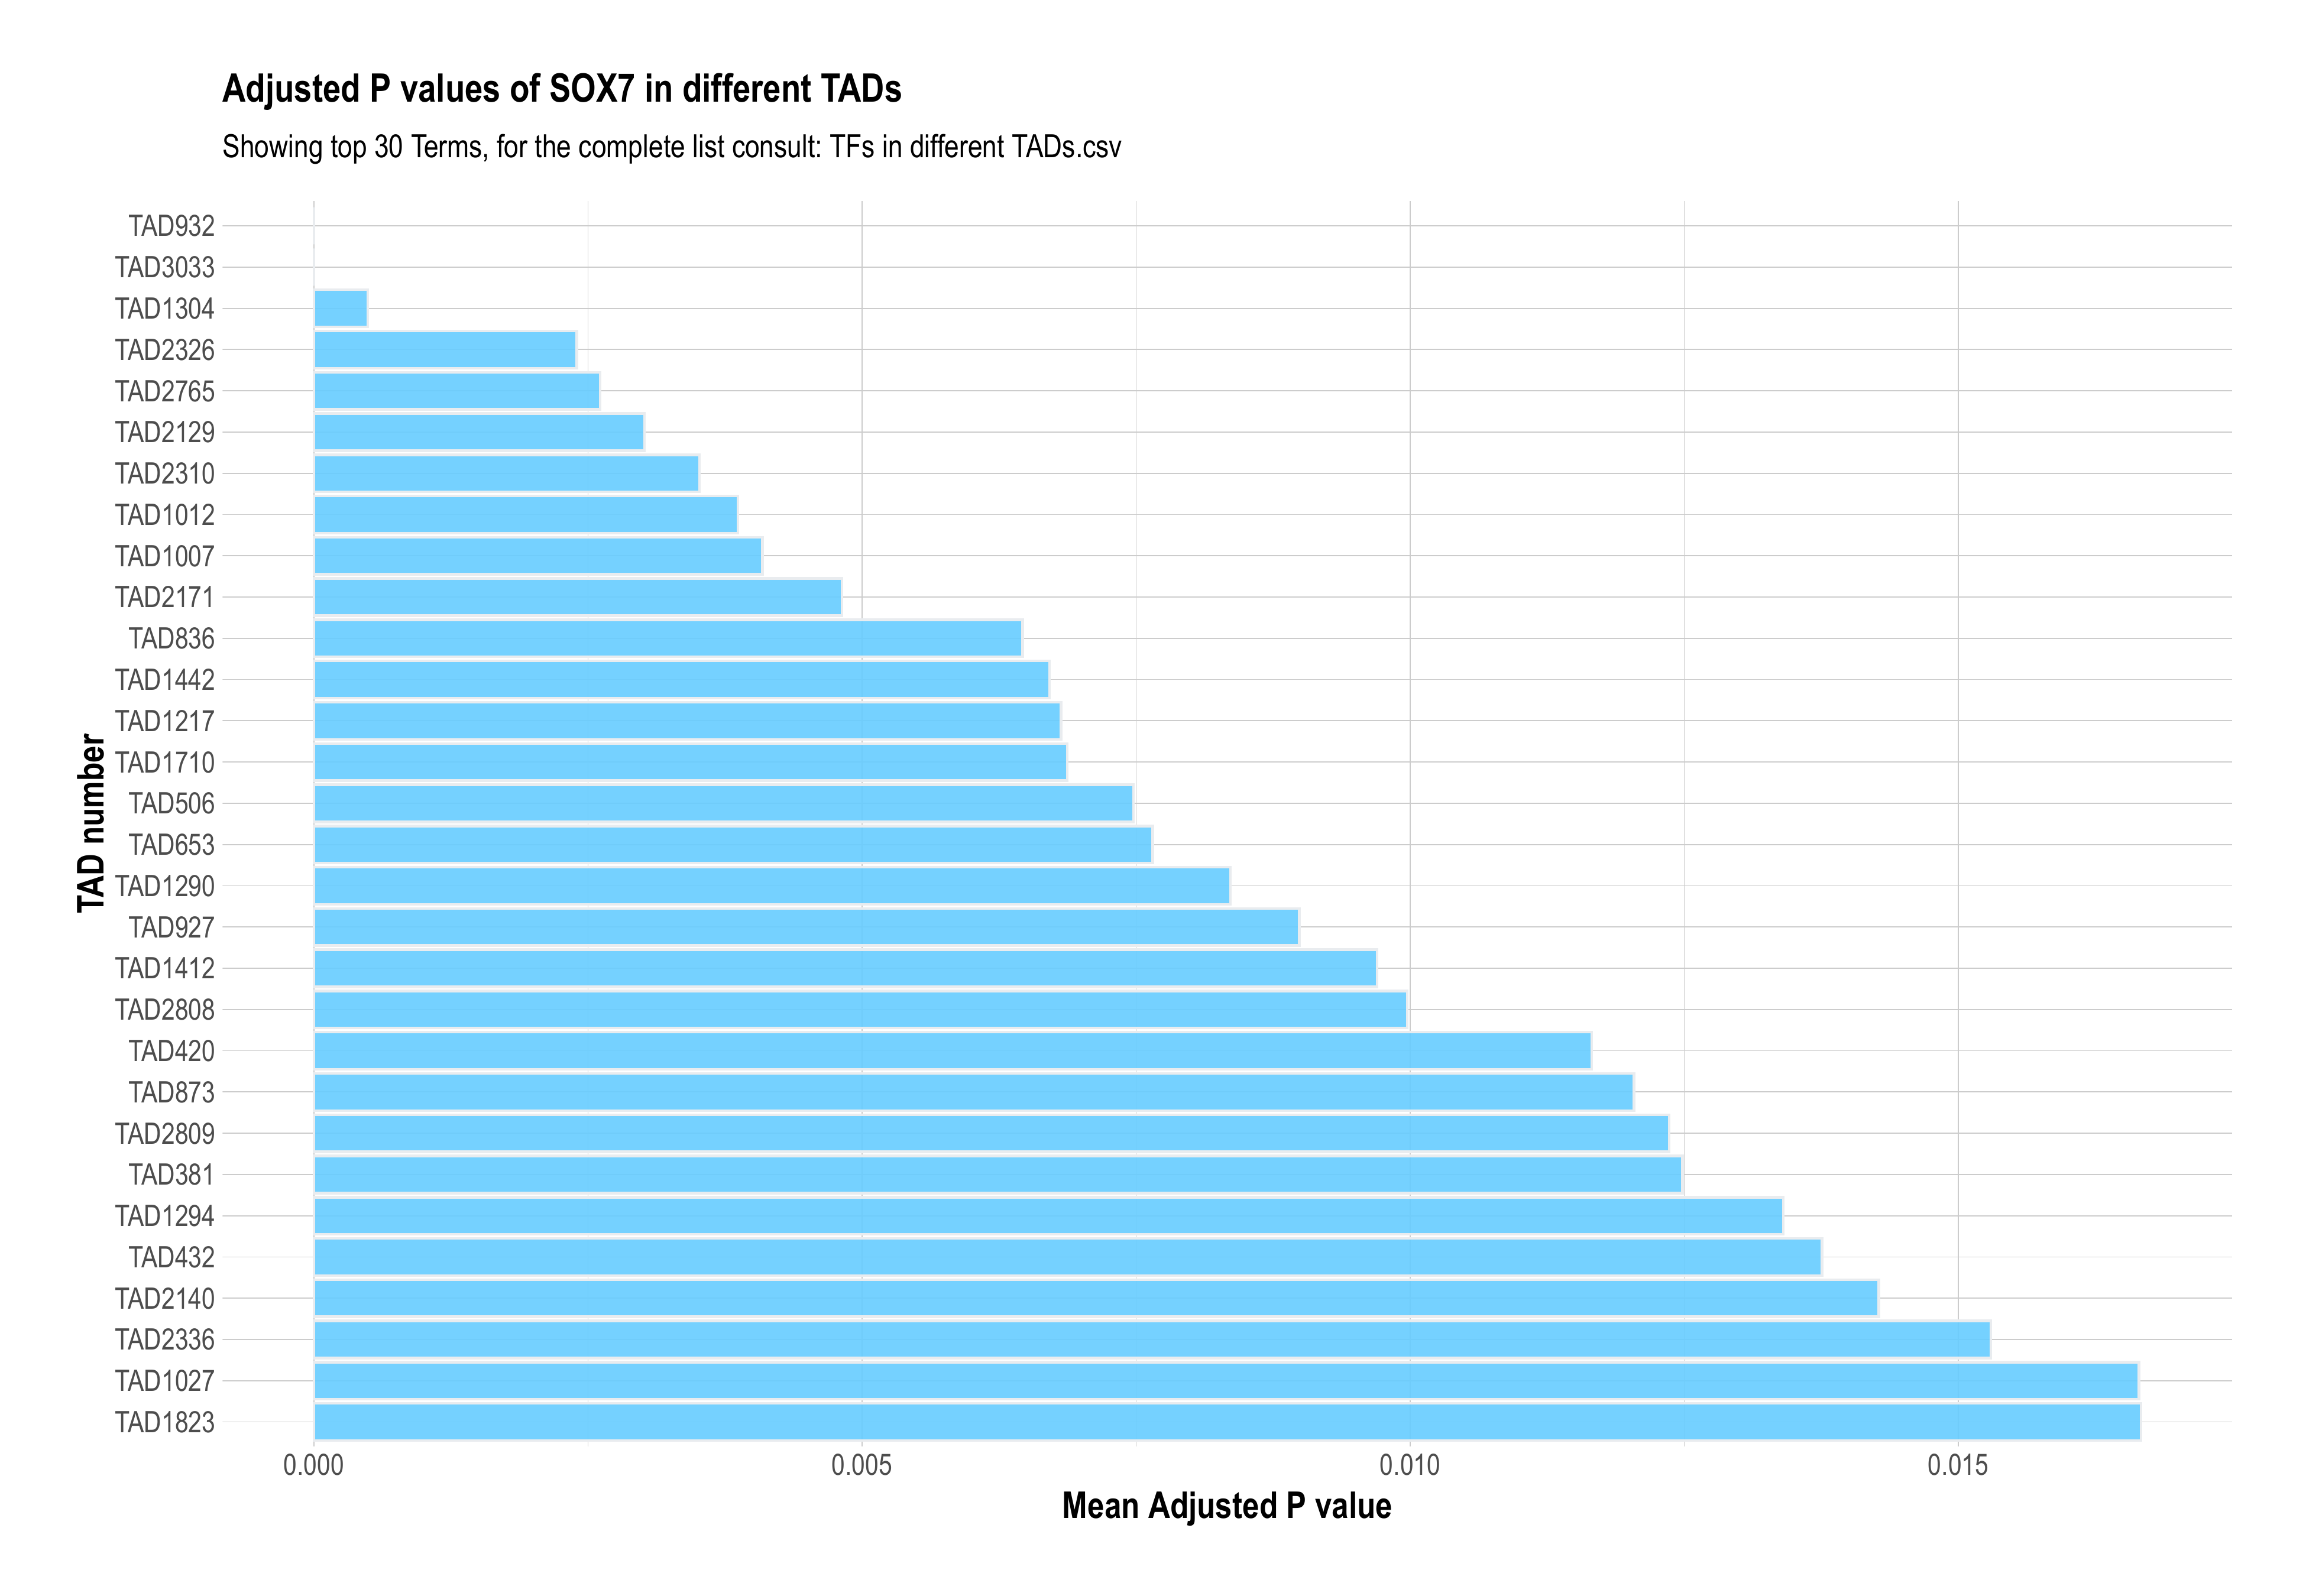 Adjusted P values of SOX7 in different TADs
Showing top 30 Terms, for the complete list consult: TFs in different TADs.csv
TAD number
TAD932
TAD3033
TAD1304
TAD2326
TAD2765
TAD2129
TAD2310
TAD1012
TAD1007
TAD2171
TAD836
TAD1442
TAD1217
TAD1710
TAD506
TAD653
TAD1290
TAD927
TAD1412
TAD2808
TAD420
TAD873
TAD2809
TAD381
TAD1294
TAD432
TAD2140
TAD2336
TAD1027
TAD1823
0.000 0.005 0.010 0.015
Mean Adjusted P value